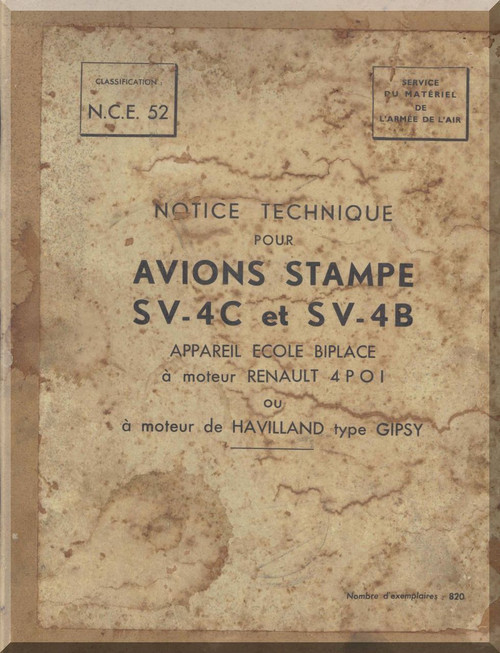 CLASSIFICATION
N.C.E. 52
SERVICE
DU MATÉRIEL
DE
L'ARMÉE DE L'AIR
NOTICE TECHNIQUE
POUR
AVIONS STAMPE
SV-4C et SV-4B
APPAREIL ECOLE BIPLACE
à moteur RENAULT 4 P O I
ou
à moteur de HAVILLAND type GIPSY
Nombre d'exemplaires : 820